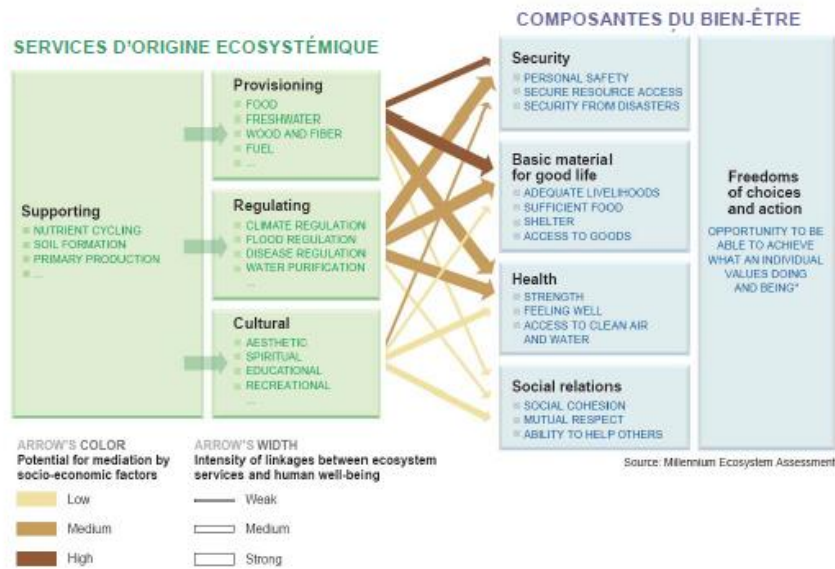 COMPOSANTES DU BIEN-ÊTRE
SERVICES D'ORIGINE ECOSYSTÉMIQUE
Supporting
NUTRIENT CYCLING
SOIL FORMATION
PRIMARY PRODUCTION
...
Provisioning
FOOD
FRESHWATER
WOOD AND FIBER
FUEL
...
Regulating
CLIMATE REGULATION
FLOOD REGULATION
DISEASE REGULATION
WATER PURIFICATION
...
Cultural
AESTHETIC
SPIRITUAL
EDUCATIONAL
RECREATIONAL
...
Security
PERSONAL SAFETY
SECURE RESOURCE ACCESS
SECURITY FROM DISASTERS
Basic material
for good life
ADEQUATE LIVELIHOODS
SUFFICIENT FOOD
SHELTER
ACCESS TO GOODS
Health
STRENGTH
FEELING WELL
ACCESS TO CLEAN AIR
AND WATER
Social relations
SOCIAL COHESION
MUTUAL RESPECT
ABILITY TO HELP OTHERS
Freedoms
of choices
and action
OPPORTUNITY TO BE
ABLE TO ACHIEVE
WHAT AN INDIVIDUAL
VALUES DOING
AND BEING"
Source: Millennium Ecosystem Assessment
ARROW'S COLOR
Potential for mediation by
socio-economic factors
Low
Medium
High
ARROW'S WIDTH
Intensity of linkages between ecosystem
services and human well-being
Weak
Medium
Strong